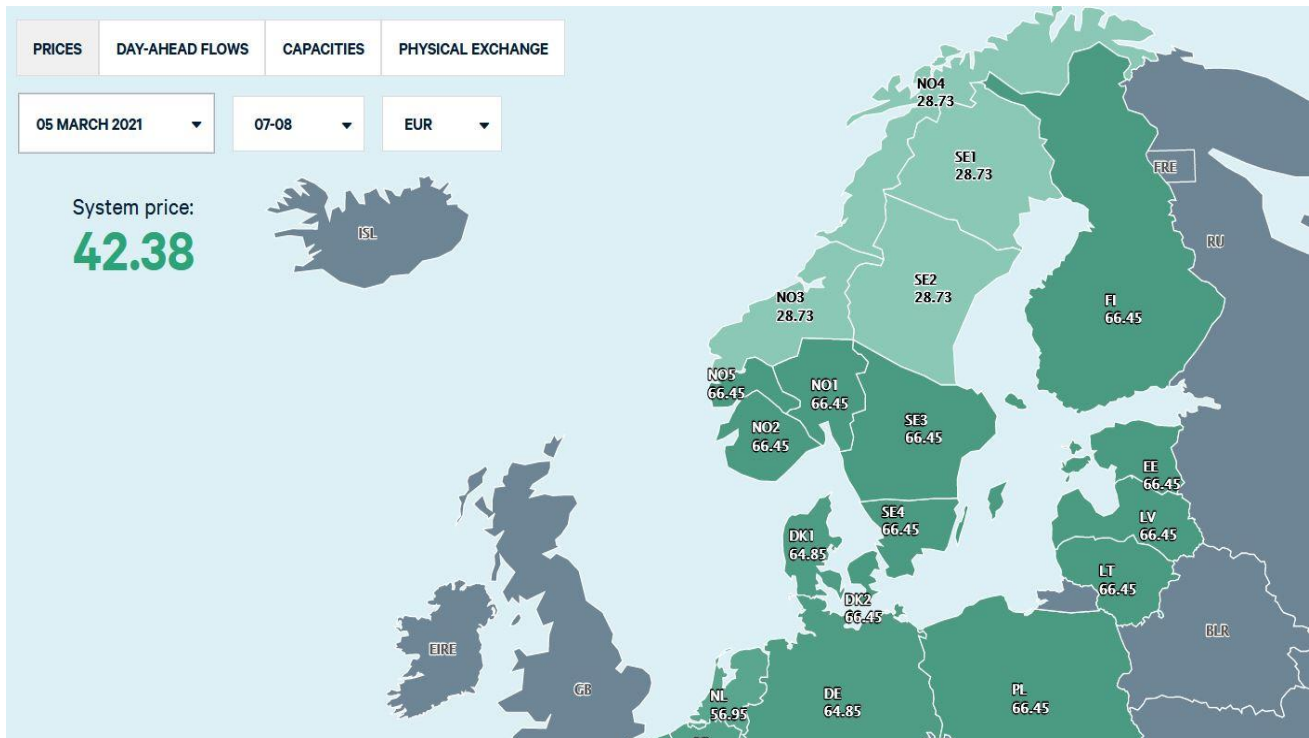 PRICES
DAY-AHEAD FLOWS
CAPACITIES
PHYSICAL EXCHANGE
05 MARCH 2021
07-08
EUR
System price:
42.38
ISL
NO4
28.73
SE1
28.73
FRE
RU
SE2
28.73
NO3
28.73
FI
66.45
NO5
66.45
NO1
66.45
NO2
66.45
SE3
66.45
EE
66.45
SE4
66.45
LV
66.45
DK1
64.85
LT
66.45
DK2
66.45
BLR
EIRE
GB
NL
56.95
DE
64.85
PL
66.45